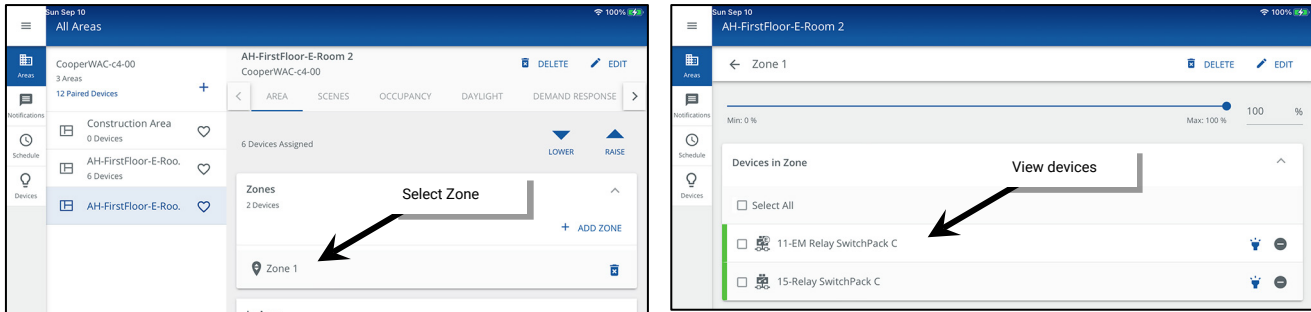 Sun Sep 10
100%
All Areas
Areas
Notifications
Schedule
Devices
CooperWAC-c4-00
3 Areas
12 Paired Devices
+
Construction Area
0 Devices
AH-FirstFloor-E-Roo.
6 Devices
AH-FirstFloor-E-Roo.
AH-FirstFloor-E-Room 2
CooperWAC-c4-00
DELETE
EDIT
< AREA SCENES OCCUPANCY DAYLIGHT DEMAND RESPONSE >
6 Devices Assigned
LOWER RAISE
Zones
2 Devices
Select Zone
+ ADD ZONE
Zone 1
Sun Sep 10
100%
AH-FirstFloor-E-Room 2
Areas
Notifications
Schedule
Devices
← Zone 1
DELETE
EDIT
Min: 0 %
Max: 100 %
100 %
Devices in Zone
View devices
Select All
11-EM Relay SwitchPack C
15-Relay SwitchPack C